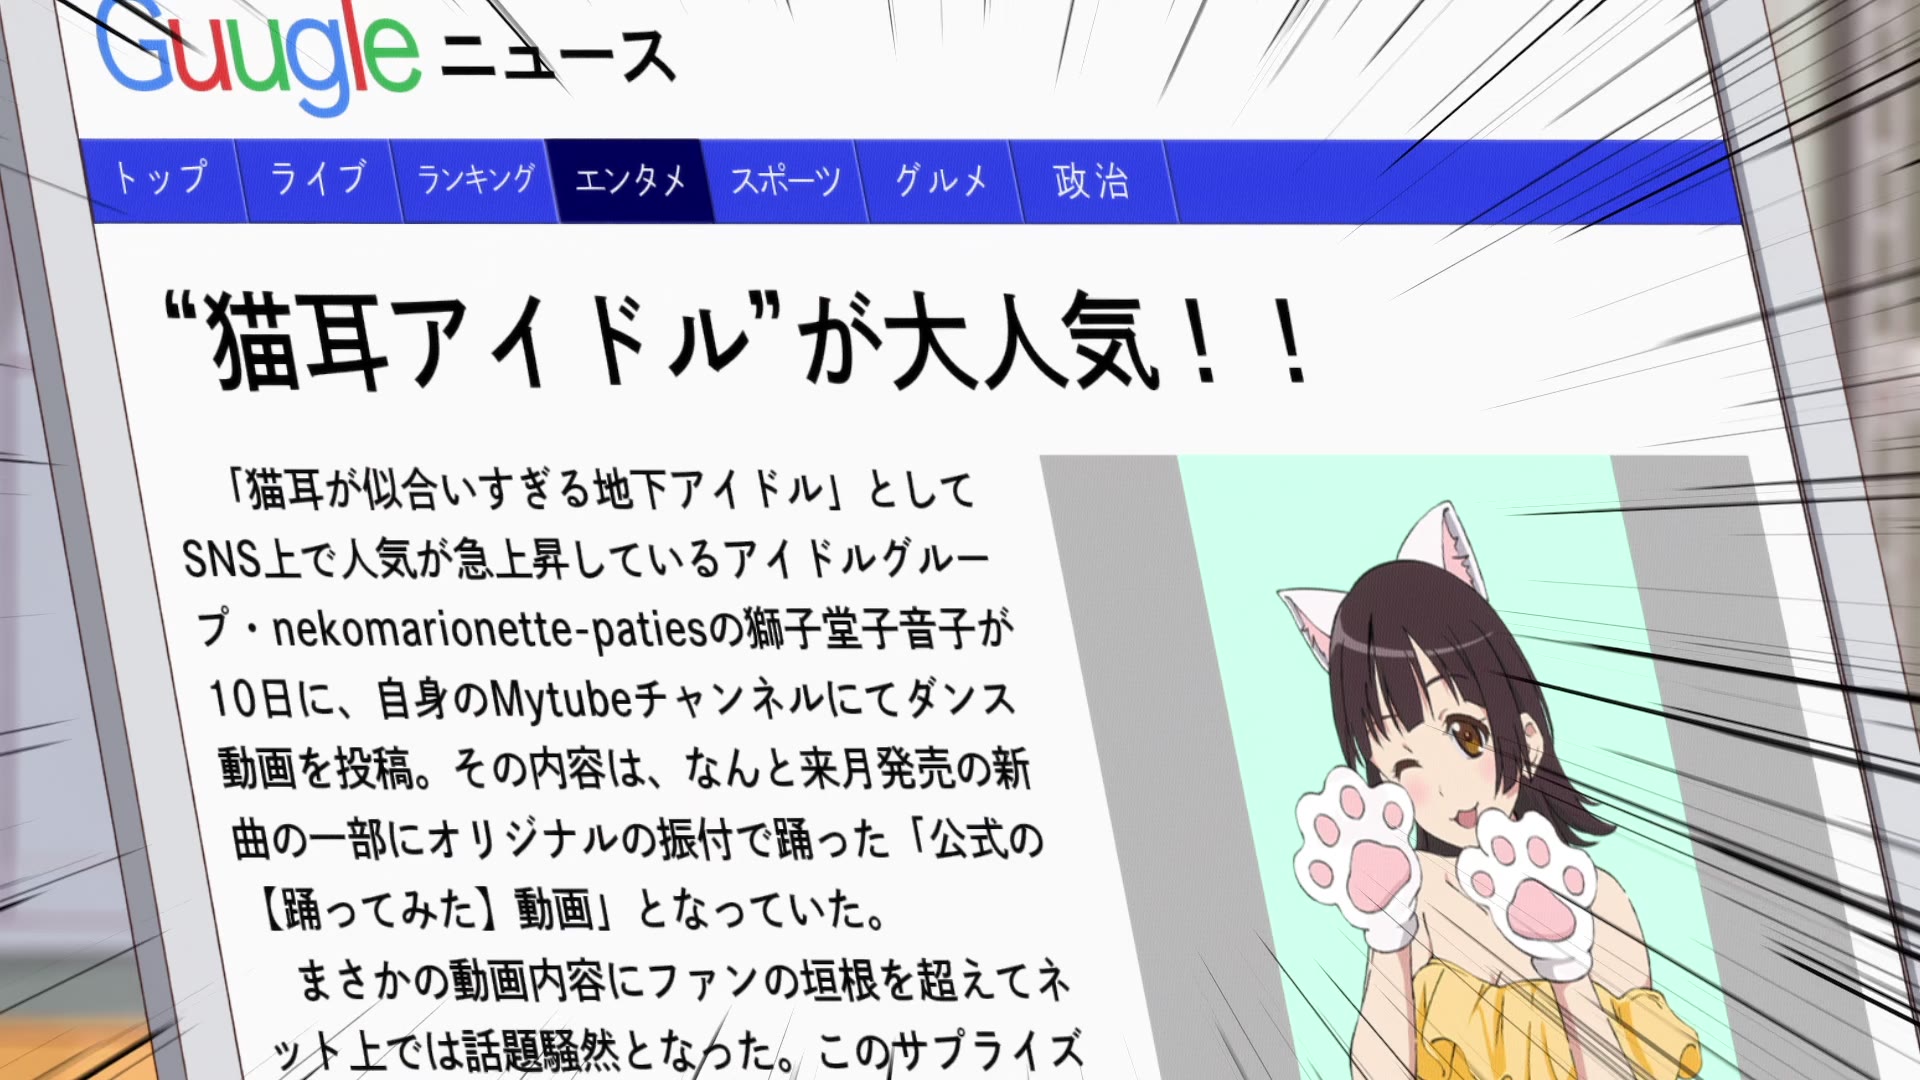 Guugle ニュース
トップ ライブ ランキング エンタメ スポーツ グルメ 政治
“猫耳アイドル”が大人気！！
「猫耳が似合いすぎる地下アイドル」として
SNS上で人気が急上昇しているアイドルグルー
プ・nekomarionette-patiesの獅子堂子音子が
10日に、自身のMytubeチャンネルにてダンス
動画を投稿。その内容は、なんと来月発売の新
曲の一部にオリジナルの振付で踊った「公式の
【踊ってみた】動画」となっていた。
まさかの動画内容にファンの垣根を超えてネ
ット上では話題騒然となった。このサプライズ